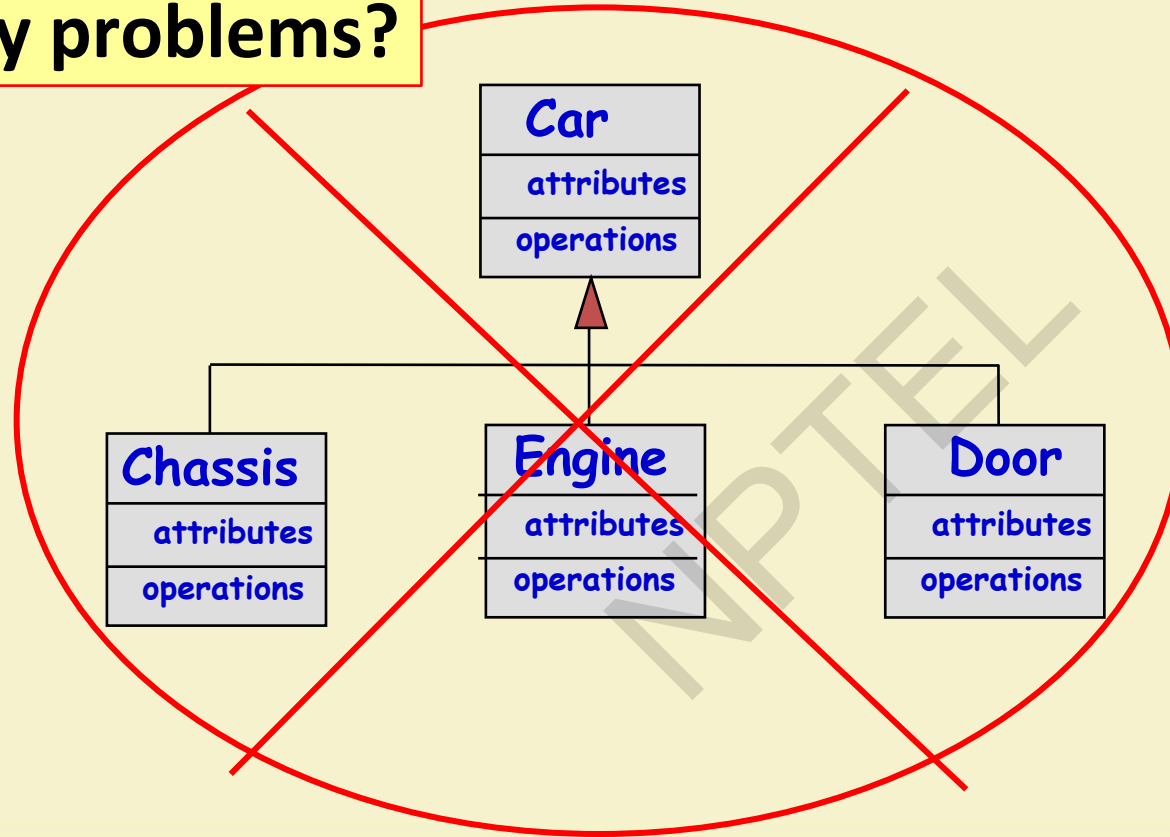 y problems?
Car
attributes
operations
Chassis
attributes
operations
Engine
attributes
operations
Door
attributes
operations
NPTEL